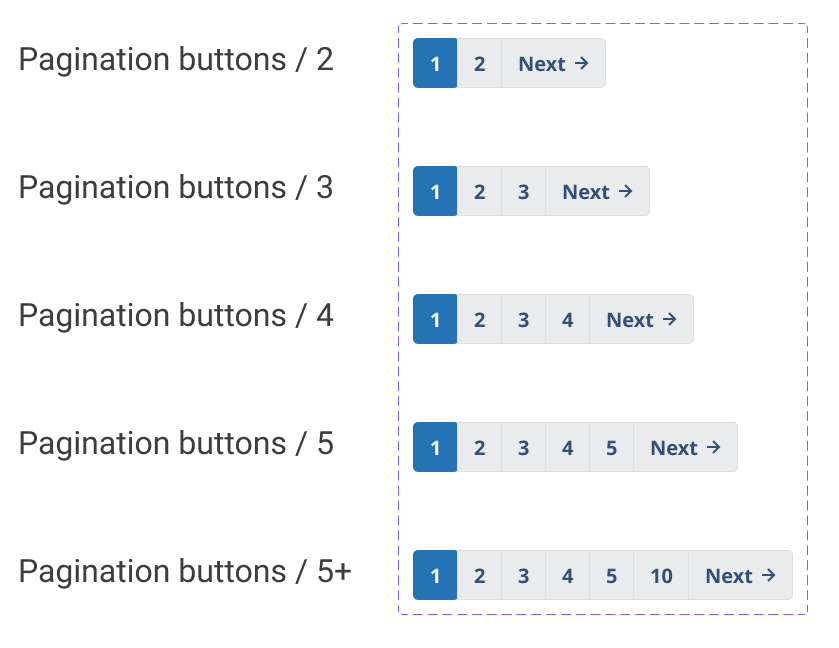 Pagination buttons / 2
1 2 Next →
Pagination buttons / 3
1 2 3 Next →
Pagination buttons / 4
1 2 3 4 Next →
Pagination buttons / 5
1 2 3 4 5 Next →
Pagination buttons / 5+
1 2 3 4 5 10 Next →